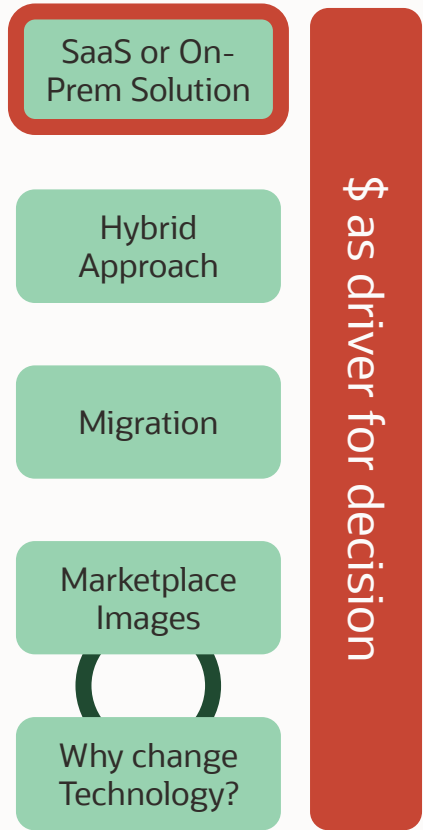 SaaS or On-
Prem Solution
Hybrid
Approach
Migration
Marketplace
Images
Why change
Technology?
$ as driver for decision